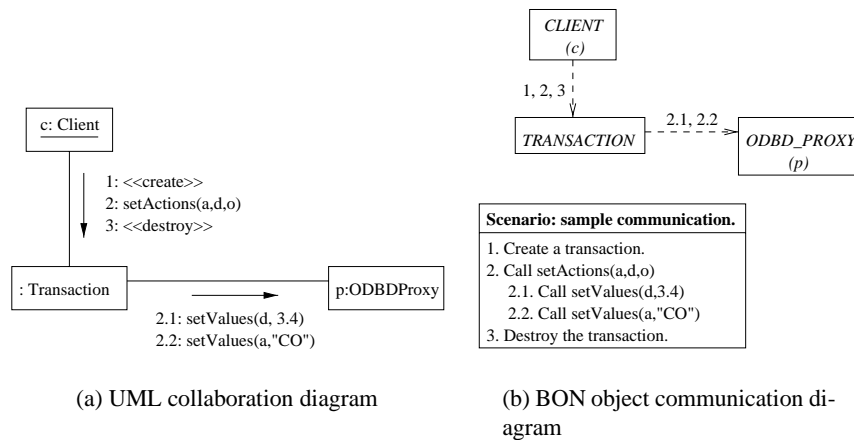 c: Client
1: <<create>>
2: setActions(a,d,o)
3: <<destroy>>
: Transaction
p:ODBDProxy
2.1: setValues(d, 3.4)
2.2: setValues(a,"CO")
(a) UML collaboration diagram
CLIENT
(c)
1, 2, 3
2.1, 2.2
TRANSACTION
ODBD_PROXY
(p)
Scenario: sample communication.
1. Create a transaction.
2. Call setActions(a,d,o)
2.1. Call setValues(d,3.4)
2.2. Call setValues(a,"CO")
3. Destroy the transaction.
(b) BON object communication di-
agram